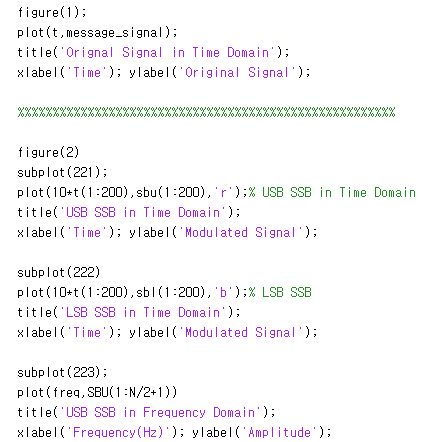 figure(1);
plot(t,message_signal);
title('Orignal Signal in Time Domain');
xlabel('Time'); ylabel('Original Signal');
%%%%%%%%%%%%%%%%%%%%%%%%%%%%%%%%%%%%%%%%%%%%%%%%%%%%%%
figure(2)
subplot(221);
plot(10*t(1:200),sbu(1:200),'r');% USB SSB in Time Domain
title('USB SSB in Time Domain');
xlabel('Time'); ylabel('Modulated Signal');
subplot(222)
plot(10*t(1:200),sbl(1:200),'b');% LSB SSB
title('LSB SSB in Time Domain');
xlabel('Time'); ylabel('Modulated Signal');
subplot(223);
plot(freq,SBU(1:N/2+1))
title('USB SSB in Frequency Domain');
xlabel('Frequency(Hz)'); ylabel('Amplitude');